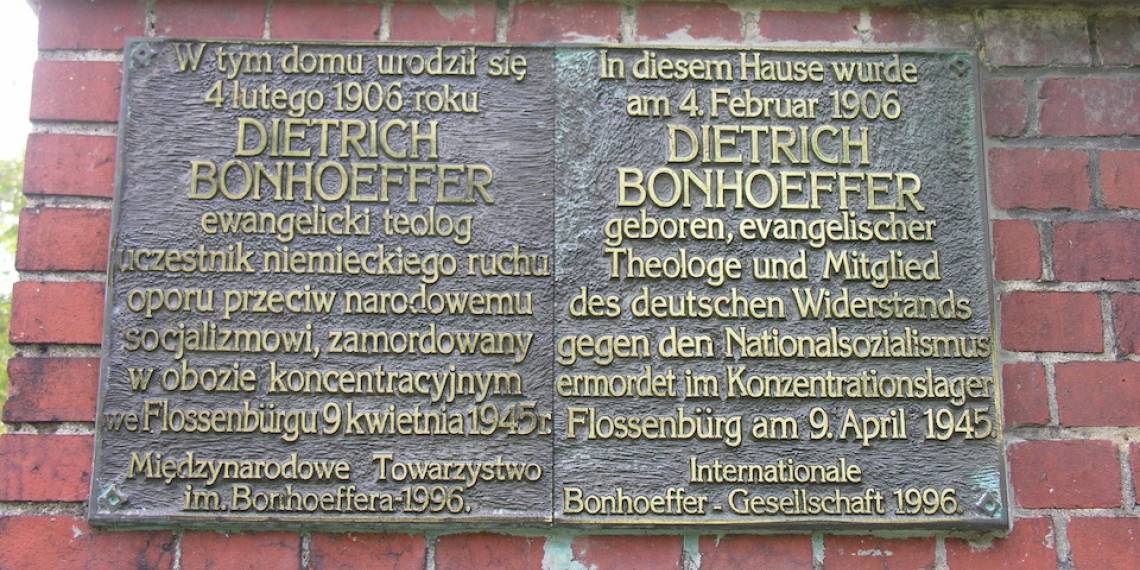 W tym domu urodził się
4 lutego 1906 roku
DIETRICH
BONHOEFFER
ewangelicki teolog
uczestnik niemieckiego ruchu
oporu przeciw narodowemu
socjalizmowi, zamordowany
w obozie koncentracyjnym
we Flossenbürgu 9 kwietnia 1945 r.
Międzynarodowe Towarzystwo
im. Bonhoeffera-1996.
In diesem Hause wurde
am 4. Februar 1906
DIETRICH
BONHOEFFER
geboren, evangelischer
Theologe und Mitglied
des deutschen Widerstands
gegen den Nationalsozialismus
ermordet im Konzentrationslager
Flossenbürg am 9. April 1945.
Internationale
Bonhoeffer - Gesellschaft 1996.